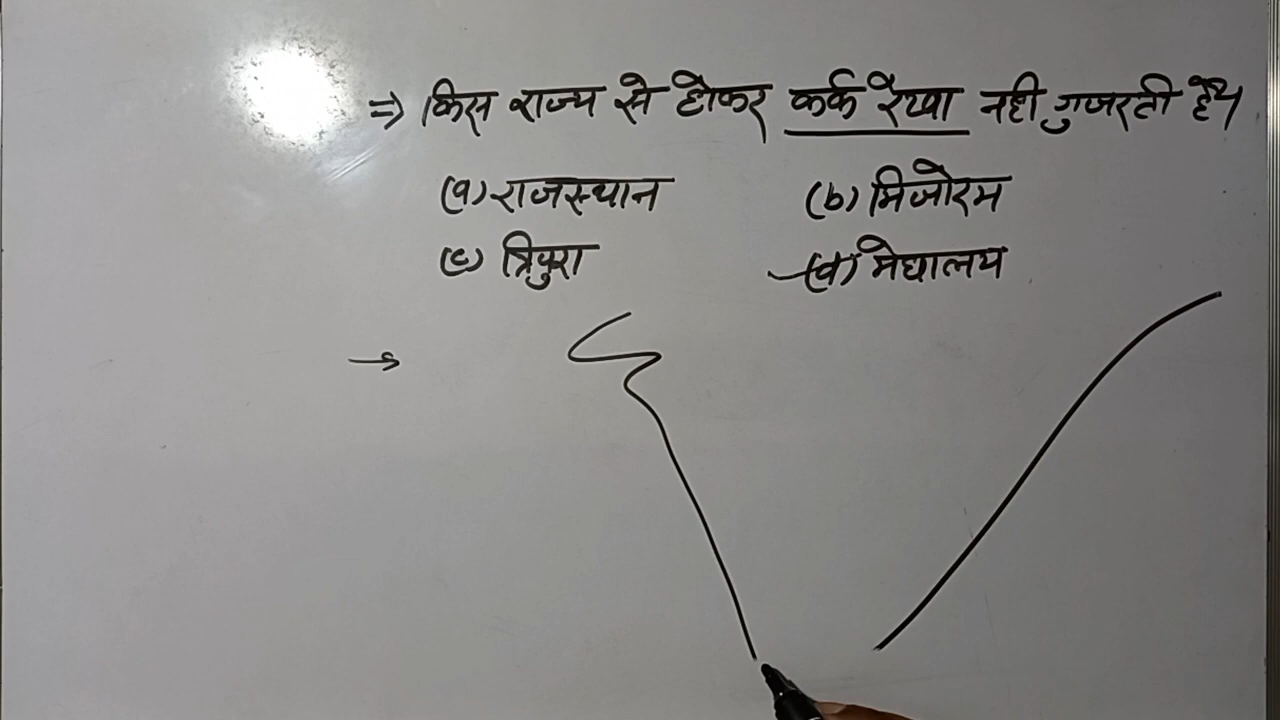 ⇒ किस राज्य से होकर कर्क रेखा नही गुजरती है।
(a) राजस्थान (b) मिजोरम
(c) त्रिपुरा (d) मेघालय
→